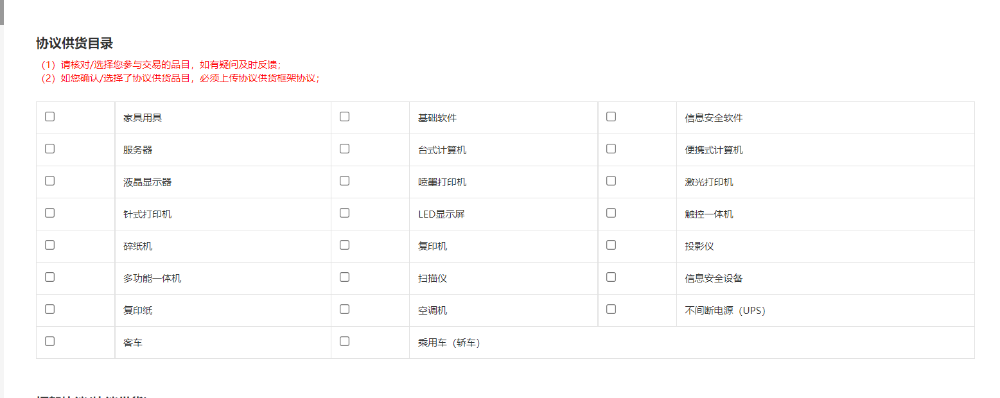 协议供货目录
（1）请核对/选择您参与交易的品目，如有疑问及时反馈；
（2）如您确认/选择了协议供货品目，必须上传协议供货框架协议；
家具用具 基础软件 信息安全软件
服务器 台式计算机 便携式计算机
液晶显示器 喷墨打印机 激光打印机
针式打印机 LED显示屏 触控一体机
碎纸机 复印机 投影仪
多功能一体机 扫描仪 信息安全设备
复印纸 空调机 不间断电源（UPS）
客车 乘用车（轿车）